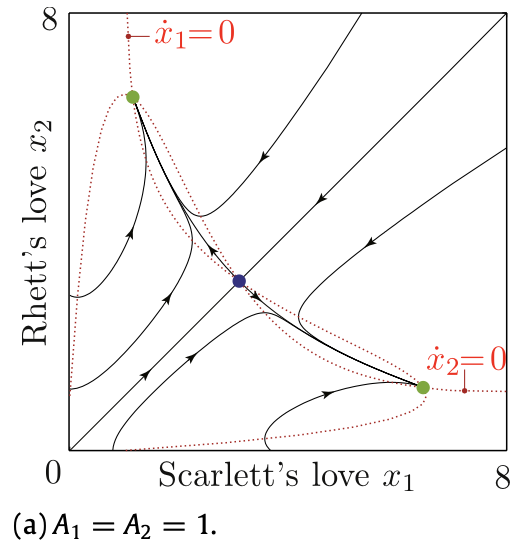 8
ẋ₁=0
Rhett's love x₂
ẋ₂=0
0
Scarlett's love x₁
8
(a) A₁ = A₂ = 1.